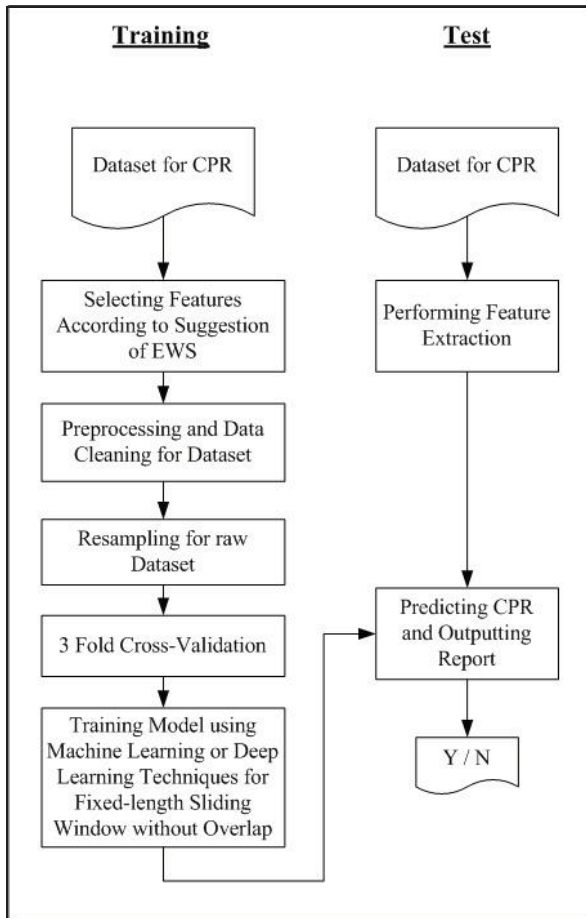 Training
Dataset for CPR
Selecting Features
According to Suggestion
of EWS
Preprocessing and Data
Cleaning for Dataset
Resampling for raw
Dataset
3 Fold Cross-Validation
Training Model using
Machine Learning or Deep
Learning Techniques for
Fixed-length Sliding
Window without Overlap
Test
Dataset for CPR
Performing Feature
Extraction
Predicting CPR
and Outputting
Report
Y / N